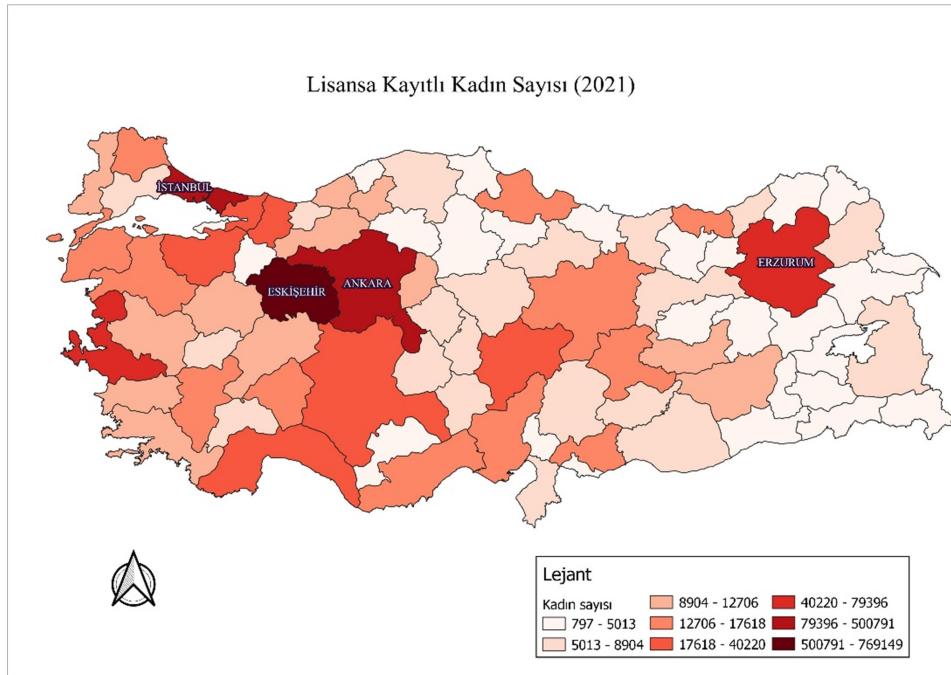 Lisansa Kayıtlı Kadın Sayısı (2021)
İSTANBUL
ESKİŞEHİR
ANKARA
ERZURUM
Lejant
Kadın sayısı
797 - 5013
5013 - 8904
8904 - 12706
12706 - 17618
17618 - 40220
40220 - 79396
79396 - 500791
500791 - 769149